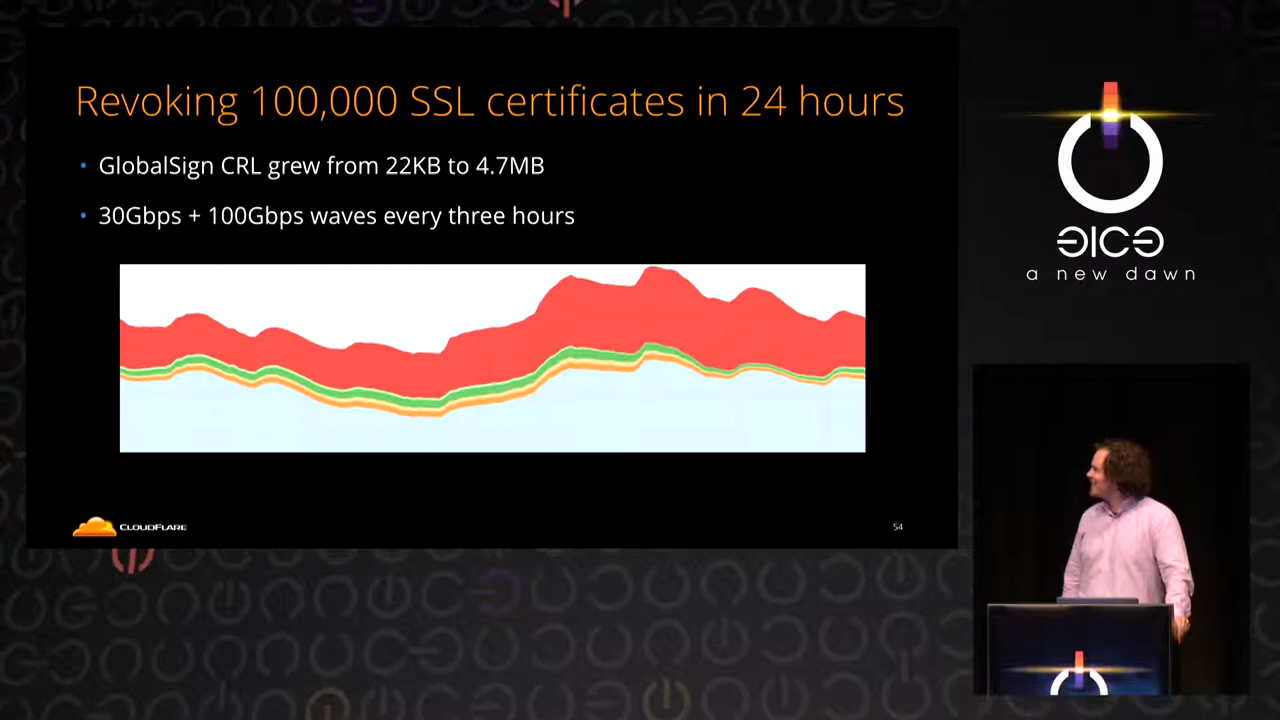 Revoking 100,000 SSL certificates in 24 hours
• GlobalSign CRL grew from 22KB to 4.7MB
• 30Gbps + 100Gbps waves every three hours
CLOUDFLARE
54
ƎICƎ
a new dawn